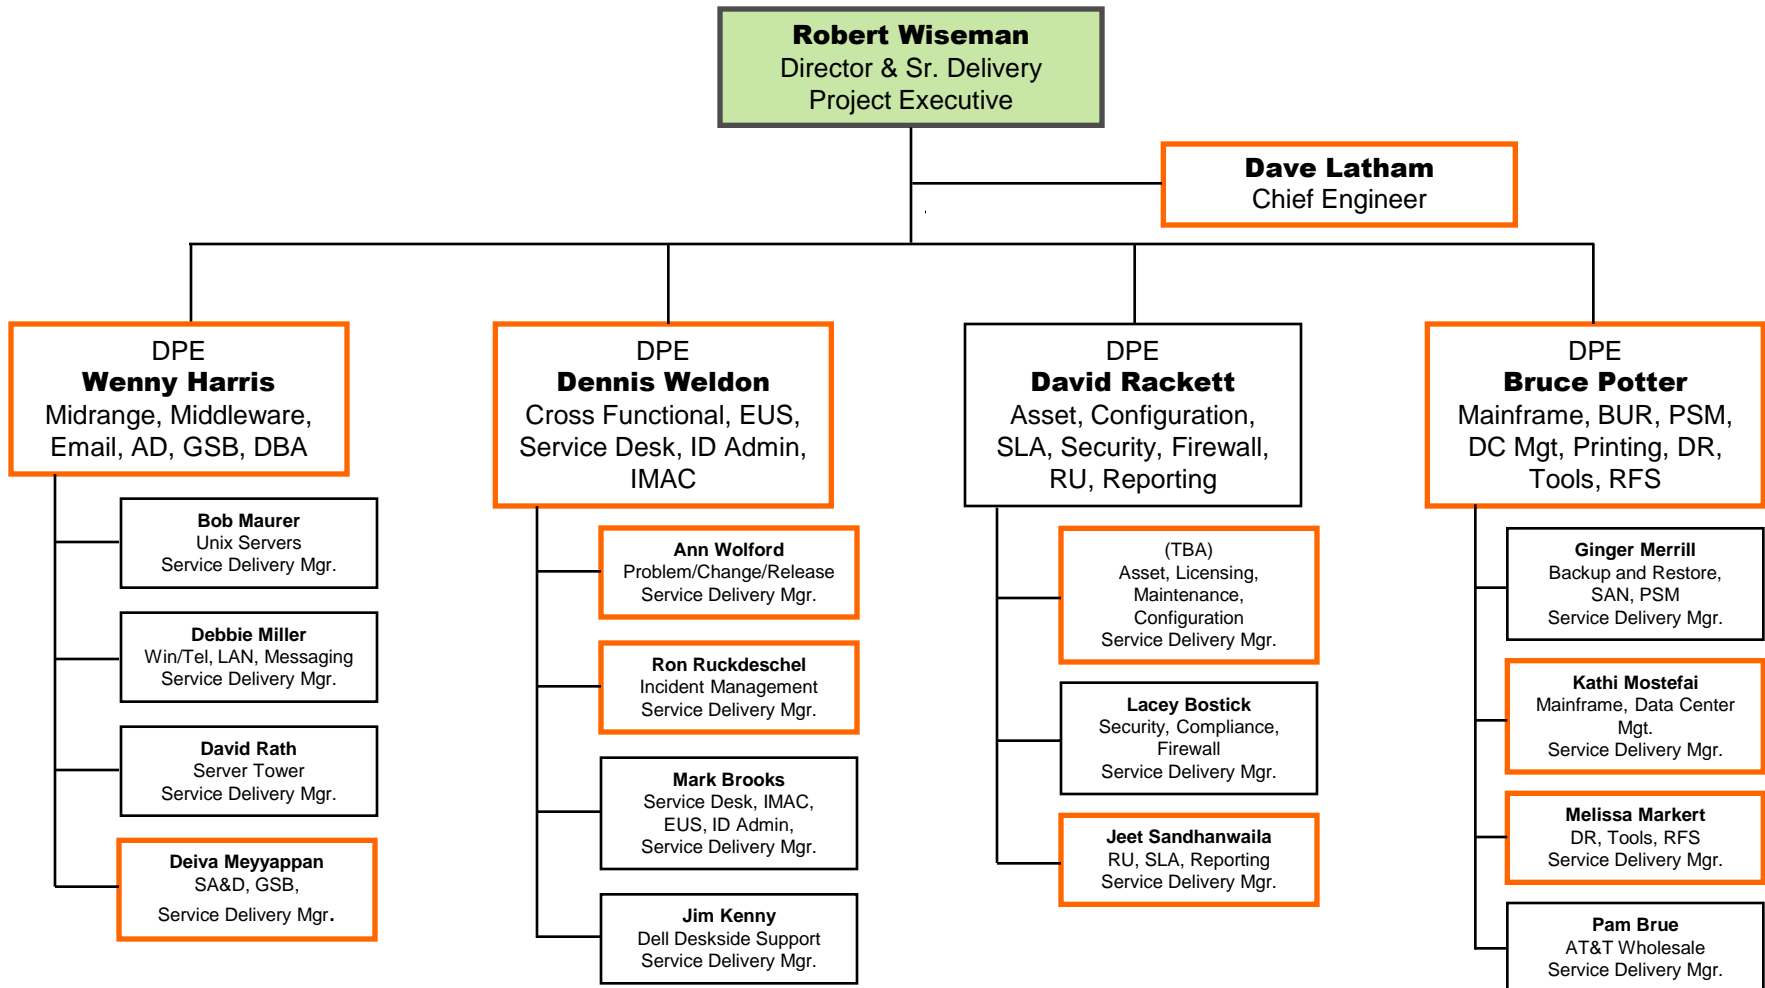 Robert Wiseman
Director & Sr. Delivery
Project Executive
Dave Latham
Chief Engineer
DPE
Wenny Harris
Midrange, Middleware,
Email, AD, GSB, DBA
Bob Maurer
Unix Servers
Service Delivery Mgr.
Debbie Miller
Win/Tel, LAN, Messaging
Service Delivery Mgr.
David Rath
Server Tower
Service Delivery Mgr.
Deiva Meyyappan
SA&D, GSB,
Service Delivery Mgr.
DPE
Dennis Weldon
Cross Functional, EUS,
Service Desk, ID Admin,
IMAC
Ann Wolford
Problem/Change/Release
Service Delivery Mgr.
Ron Ruckdeschel
Incident Management
Service Delivery Mgr.
Mark Brooks
Service Desk, IMAC,
EUS, ID Admin,
Service Delivery Mgr.
Jim Kenny
Dell Deskside Support
Service Delivery Mgr.
DPE
David Rackett
Asset, Configuration,
SLA, Security, Firewall,
RU, Reporting
(TBA)
Asset, Licensing,
Maintenance,
Configuration
Service Delivery Mgr.
Lacey Bostick
Security, Compliance,
Firewall
Service Delivery Mgr.
Jeet Sandhanwaila
RU, SLA, Reporting
Service Delivery Mgr.
DPE
Bruce Potter
Mainframe, BUR, PSM,
DC Mgt, Printing, DR,
Tools, RFS
Ginger Merrill
Backup and Restore,
SAN, PSM
Service Delivery Mgr.
Kathi Mostefai
Mainframe, Data Center
Mgt.
Service Delivery Mgr.
Melissa Markert
DR, Tools, RFS
Service Delivery Mgr.
Pam Brue
AT&T Wholesale
Service Delivery Mgr.